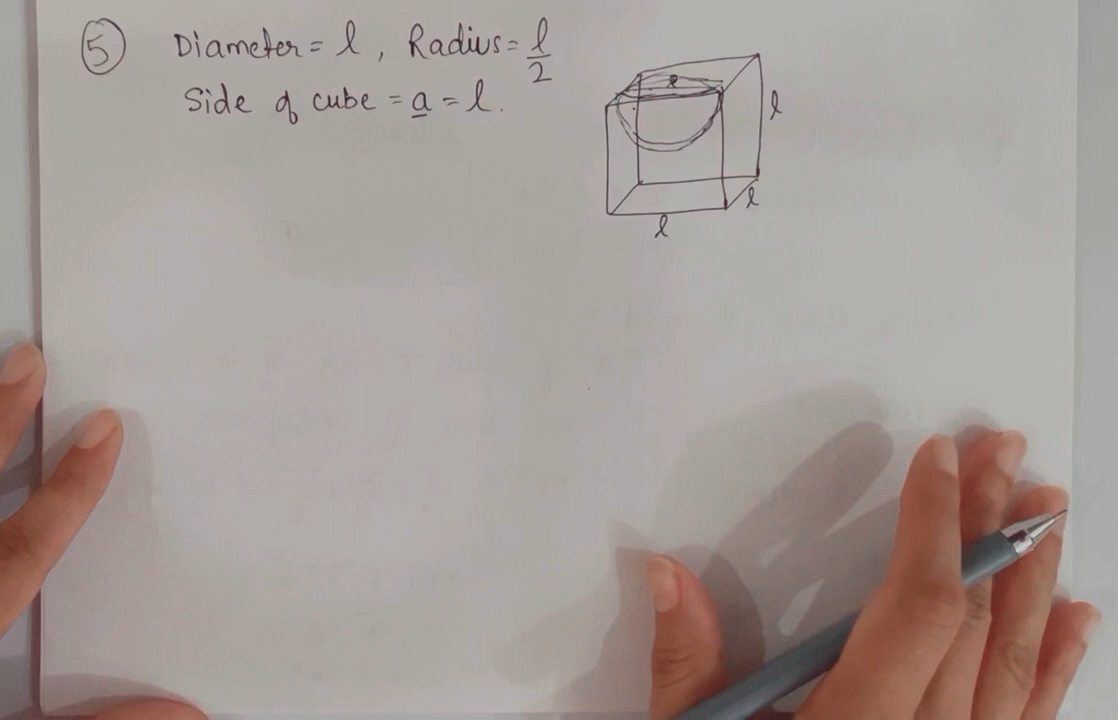 5 Diameter = l, Radius = l/2
Side of cube = a = l.
l
l
l
l